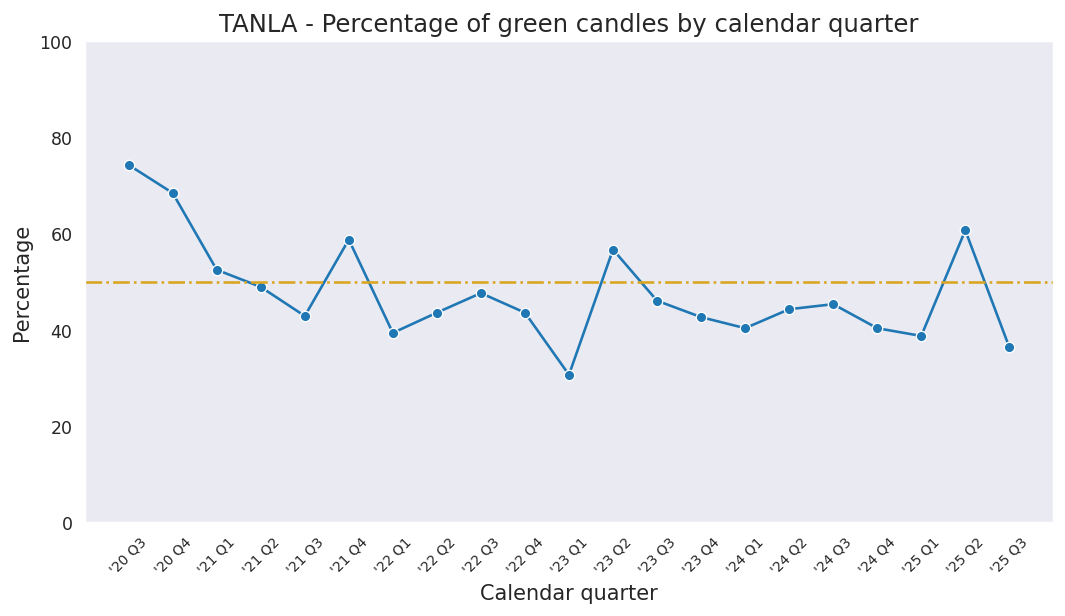 TANLA - Percentage of green candles by calendar quarter
100
80
60
40
20
0
Percentage
'20 Q3
'20 Q4
'21 Q1
'21 Q2
'21 Q3
'21 Q4
'22 Q1
'22 Q2
'22 Q3
'22 Q4
'23 Q1
'23 Q2
'23 Q3
'23 Q4
'24 Q1
'24 Q2
'24 Q3
'24 Q4
'25 Q1
'25 Q2
'25 Q3
Calendar quarter